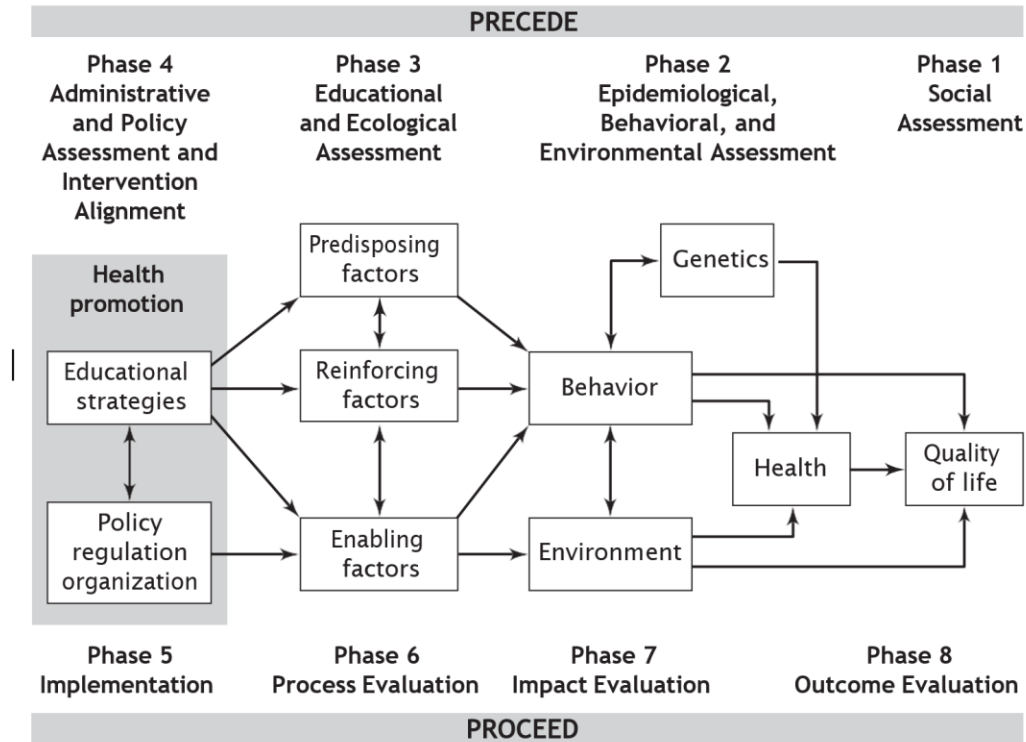 PRECEDE
Phase 4
Administrative
and Policy
Assessment and
Intervention
Alignment
Phase 3
Educational
and Ecological
Assessment
Phase 2
Epidemiological,
Behavioral, and
Environmental Assessment
Phase 1
Social
Assessment
Health
promotion
Educational
strategies
Policy
regulation
organization
Predisposing
factors
Reinforcing
factors
Enabling
factors
Genetics
Behavior
Environment
Health
Quality
of life
Phase 5
Implementation
Phase 6
Process Evaluation
Phase 7
Impact Evaluation
Phase 8
Outcome Evaluation
PROCEED